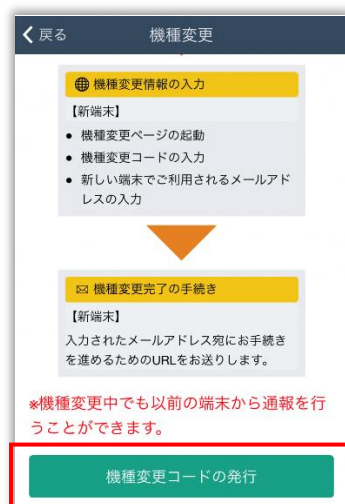 戻る 機種変更
機種変更情報の入力
【新端末】
● 機種変更ページの起動
● 機種変更コードの入力
● 新しい端末でご利用されるメールアド
レスの入力
機種変更完了の手続き
【新端末】
入力されたメールアドレス宛にお手続き
を進めるためのURLをお送りします。
※機種変更中でも以前の端末から通報を行
うことができます。
機種変更コードの発行